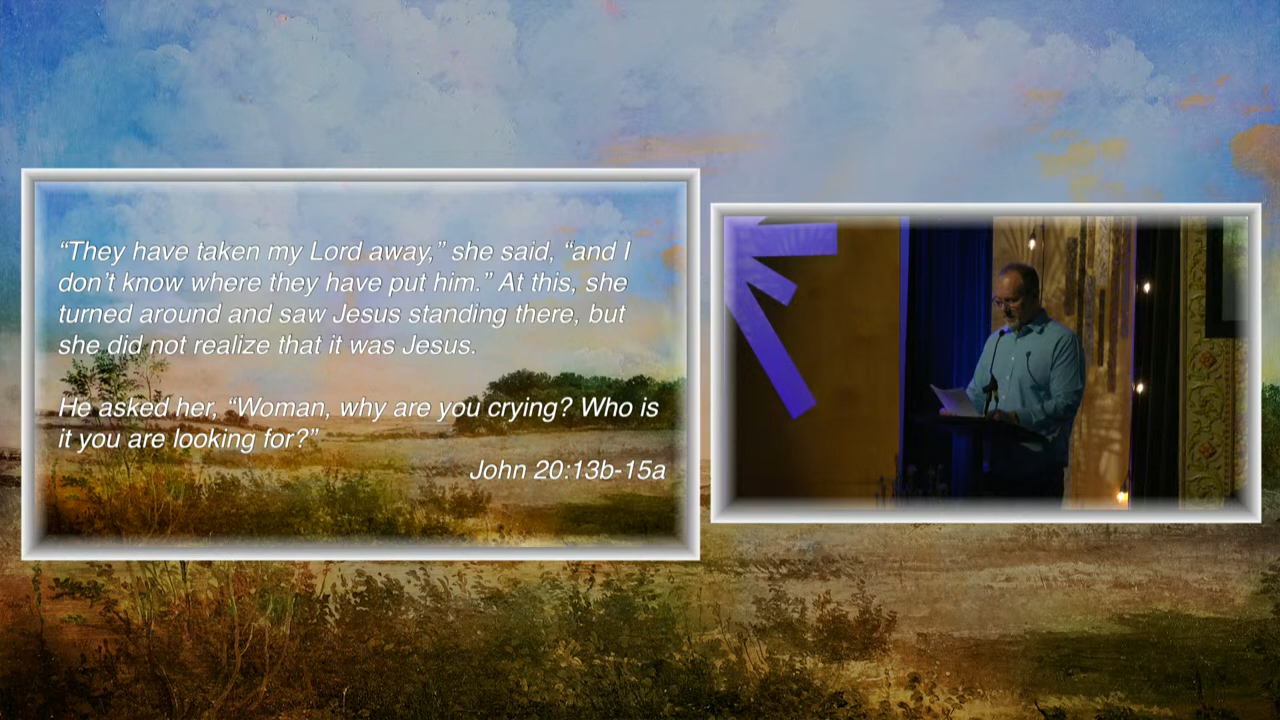 “They have taken my Lord away,” she said, “and I
don’t know where they have put him.” At this, she
turned around and saw Jesus standing there, but
she did not realize that it was Jesus.
He asked her, “Woman, why are you crying? Who is
it you are looking for?”
John 20:13b-15a